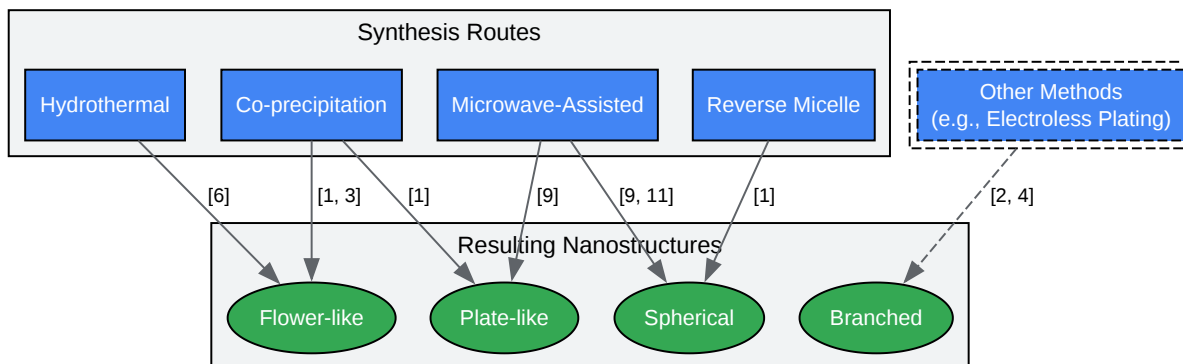 Synthesis Routes
Hydrothermal
Co-precipitation
Microwave-Assisted
Reverse Micelle
Other Methods
(e.g., Electroless Plating)
[6]
[1, 3]
[1]
[9]
[9, 11]
[1]
[2, 4]
Resulting Nanostructures
Flower-like
Plate-like
Spherical
Branched